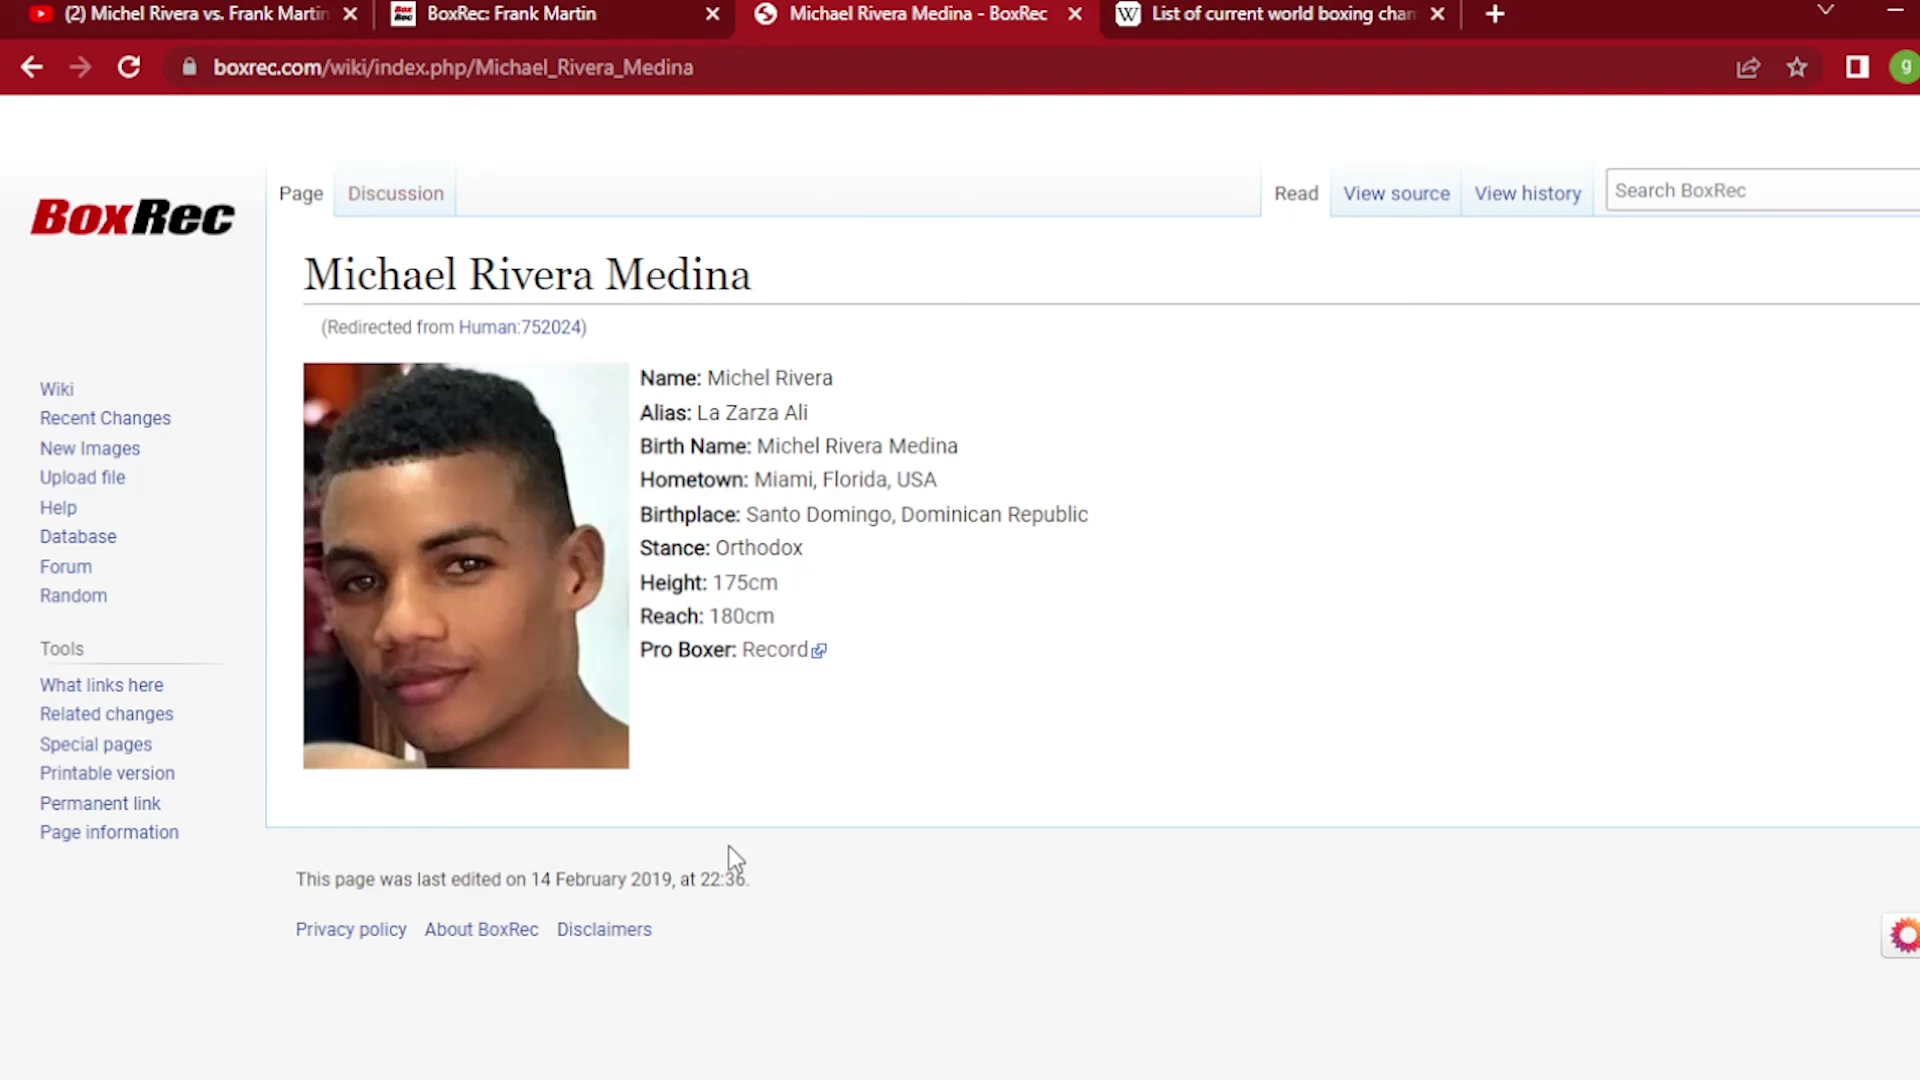 (2) Michel Rivera vs. Frank Martin
BoxRec: Frank Martin
Michael Rivera Medina - BoxRec
List of current world boxing cham
boxrec.com/wiki/index.php/Michael_Rivera_Medina
g
BoxRec
Page
Discussion
Read
View source
View history
Search BoxRec
Michael Rivera Medina
(Redirected from Human:752024)
Name: Michel Rivera
Alias: La Zarza Ali
Birth Name: Michel Rivera Medina
Hometown: Miami, Florida, USA
Birthplace: Santo Domingo, Dominican Republic
Stance: Orthodox
Height: 175cm
Reach: 180cm
Pro Boxer: Record
Wiki
Recent Changes
New Images
Upload file
Help
Database
Forum
Random
Tools
What links here
Related changes
Special pages
Printable version
Permanent link
Page information
This page was last edited on 14 February 2019, at 22:36.
Privacy policy
About BoxRec
Disclaimers